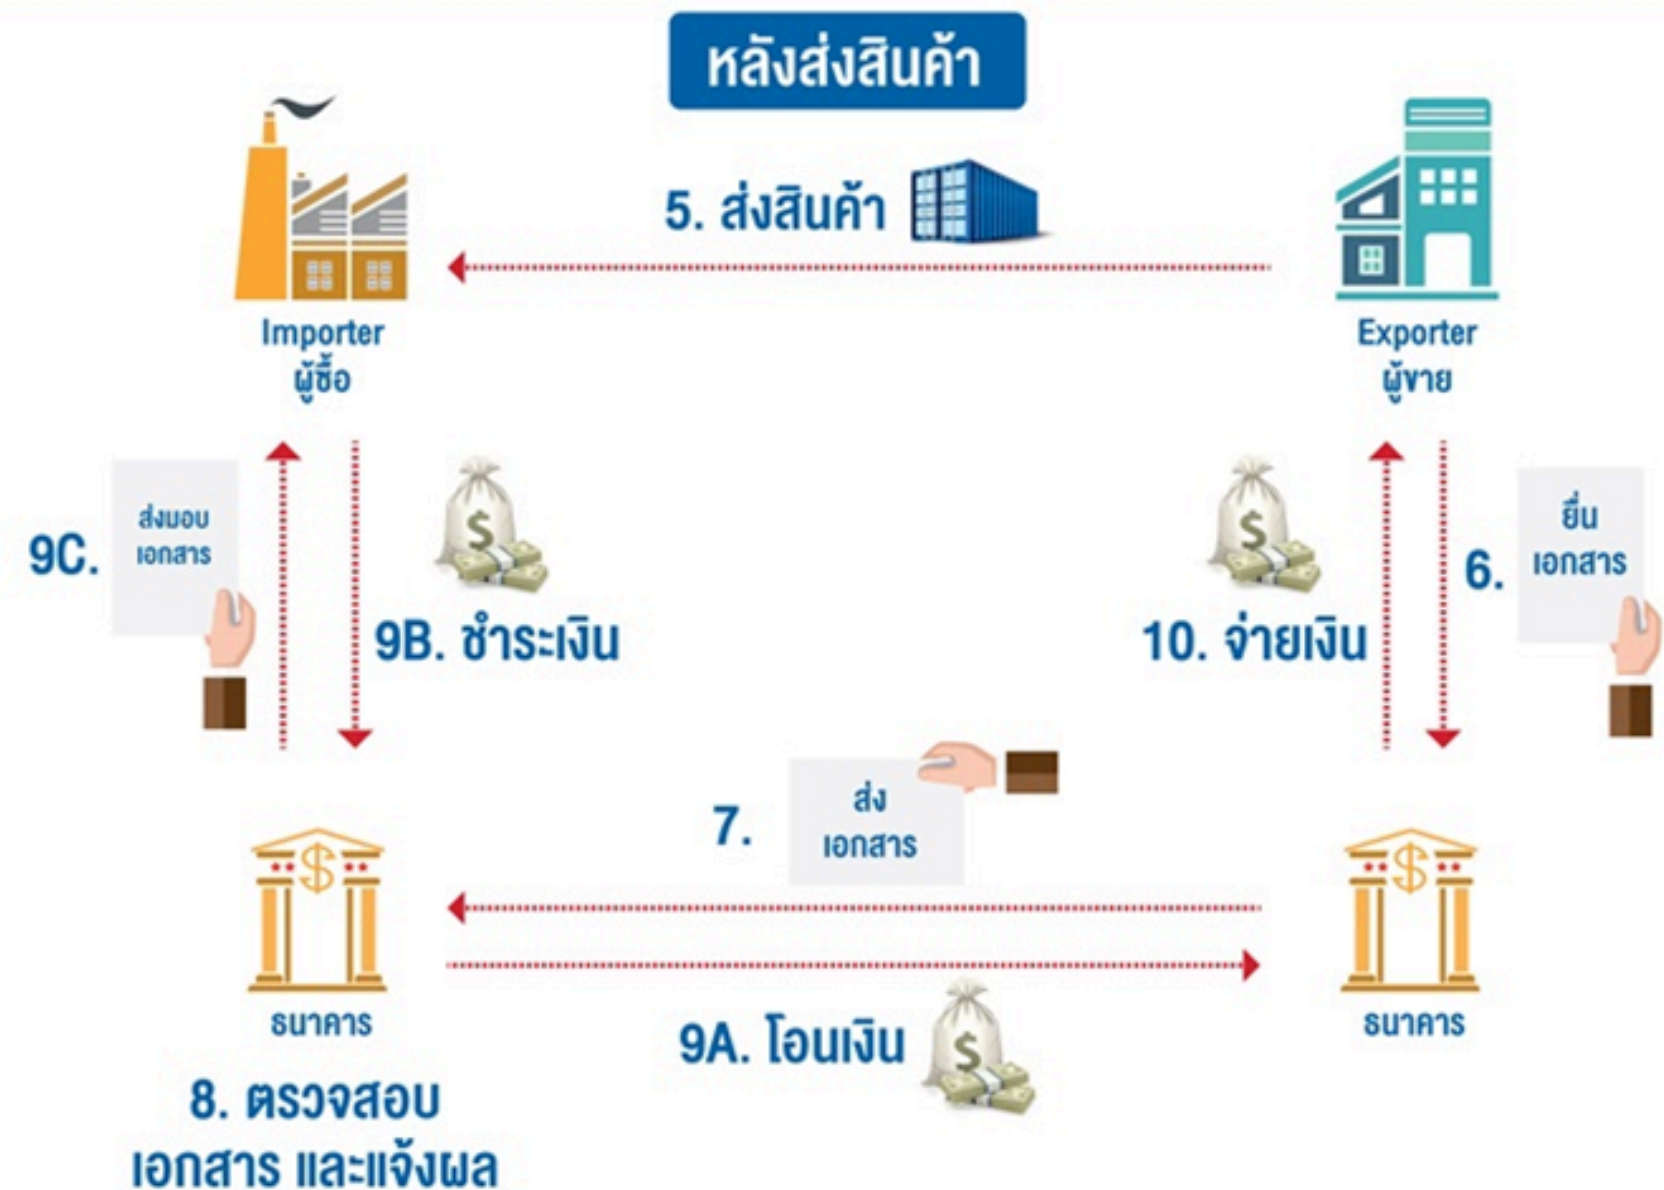 หลังส่งสินค้า
5. ส่งสินค้า
Importer
ผู้ซื้อ
Exporter
ผู้ขาย
9C.
ส่งมอบ
เอกสาร
9B. ชำระเงิน
10. จ่ายเงิน
6.
ยื่น
เอกสาร
7.
ส่ง
เอกสาร
ธนาคาร
ธนาคาร
9A. โอนเงิน
8. ตรวจสอบ
เอกสาร และแจ้งผล